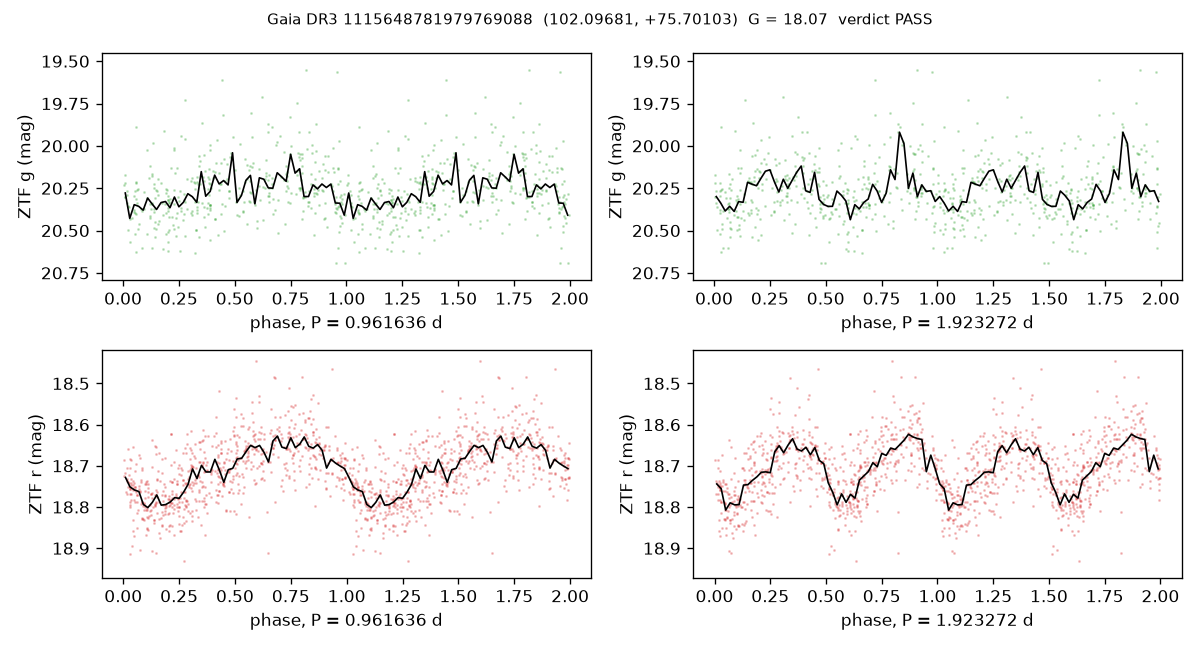 Gaia DR3 1115648781979769088 (102.09681, +75.70103) G = 18.07 verdict PASS
ZTF g (mag)
19.50
19.75
20.00
20.25
20.50
20.75
0.00 0.25 0.50 0.75 1.00 1.25 1.50 1.75 2.00
phase, P = 0.961636 d
ZTF g (mag)
19.50
19.75
20.00
20.25
20.50
20.75
0.00 0.25 0.50 0.75 1.00 1.25 1.50 1.75 2.00
phase, P = 1.923272 d
ZTF r (mag)
18.5
18.6
18.7
18.8
18.9
0.00 0.25 0.50 0.75 1.00 1.25 1.50 1.75 2.00
phase, P = 0.961636 d
ZTF r (mag)
18.5
18.6
18.7
18.8
18.9
0.00 0.25 0.50 0.75 1.00 1.25 1.50 1.75 2.00
phase, P = 1.923272 d